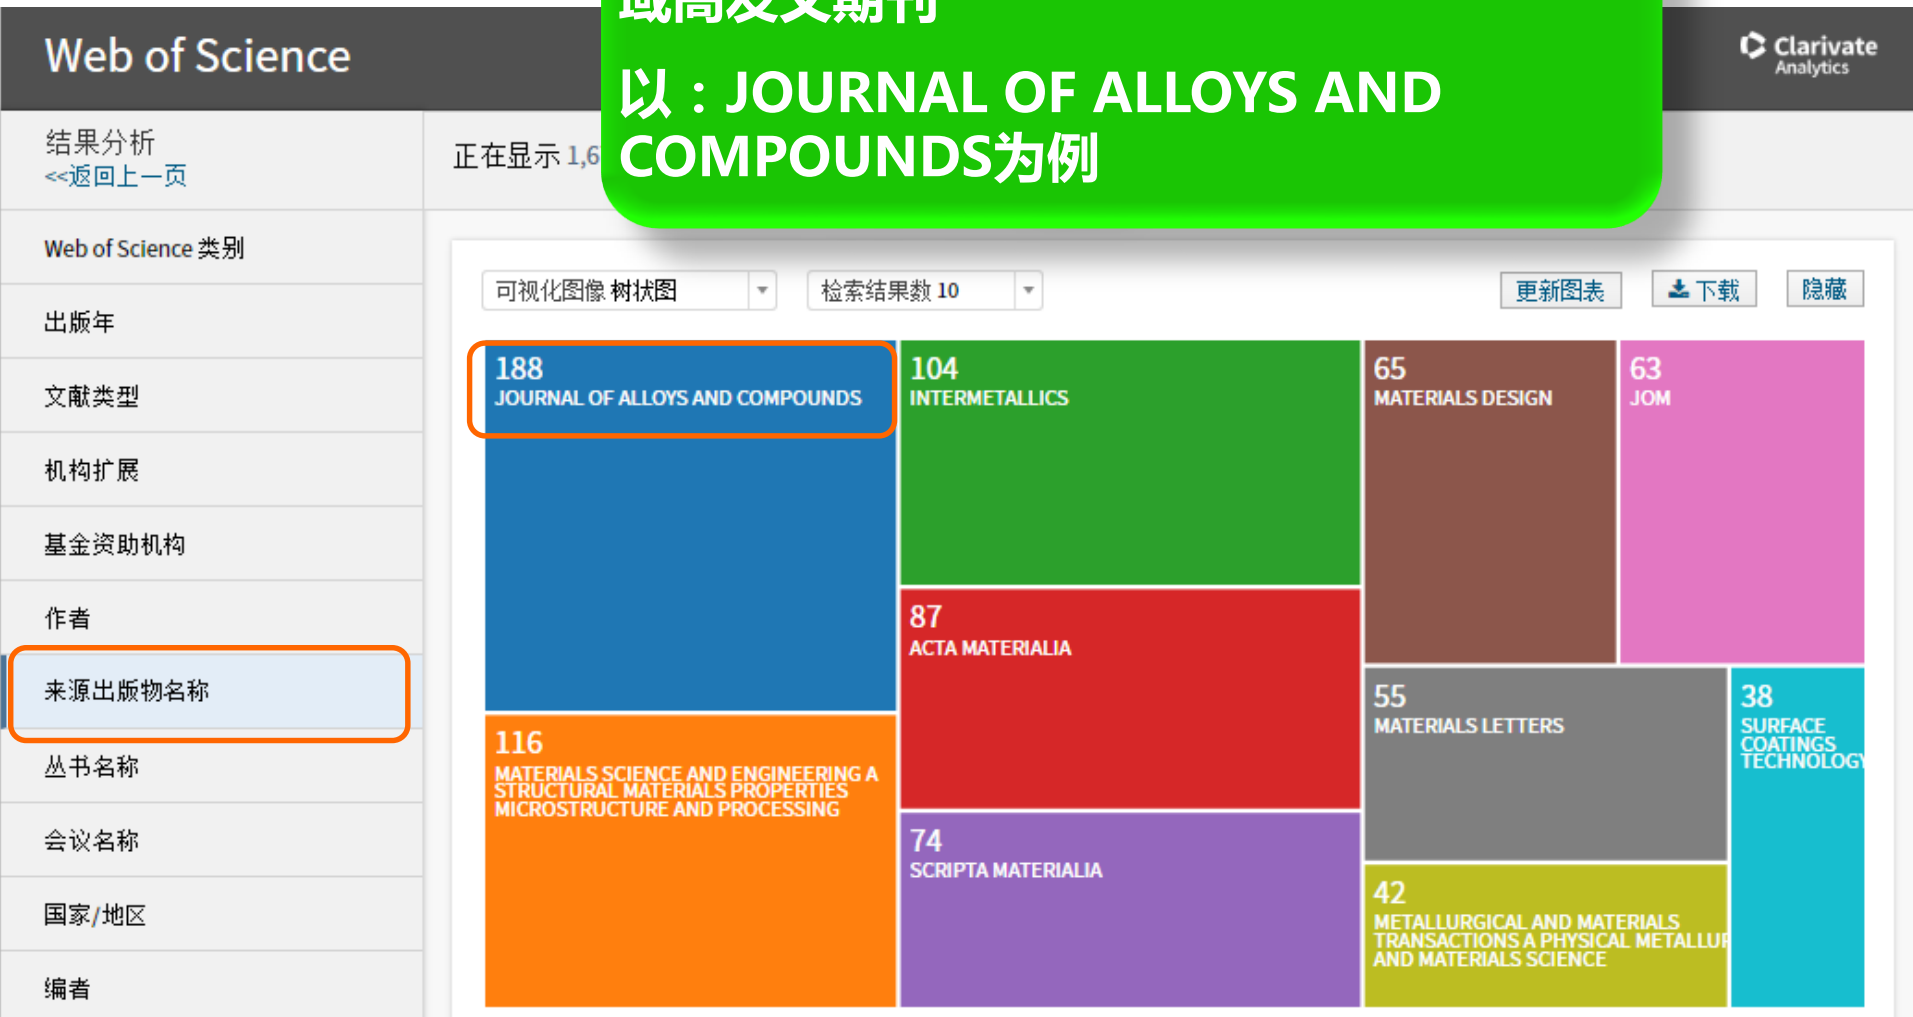 域高发文期刊
以：JOURNAL OF ALLOYS AND
COMPOUNDS为例
Web of Science
Clarivate
Analytics
结果分析
<<返回上一页
正在显示 1,6
Web of Science 类别
出版年
文献类型
机构扩展
基金资助机构
作者
来源出版物名称
丛书名称
会议名称
国家/地区
编者
可视化图像 树状图
检索结果数 10
更新图表
下载
隐藏
188
JOURNAL OF ALLOYS AND COMPOUNDS
104
INTERMETALLICS
65
MATERIALS DESIGN
63
JOM
87
ACTA MATERIALIA
55
MATERIALS LETTERS
38
SURFACE
COATINGS
TECHNOLOGY
116
MATERIALS SCIENCE AND ENGINEERING A
STRUCTURAL MATERIALS PROPERTIES
MICROSTRUCTURE AND PROCESSING
74
SCRIPTA MATERIALIA
42
METALLURGICAL AND MATERIALS
TRANSACTIONS A PHYSICAL METALLUR
AND MATERIALS SCIENCE